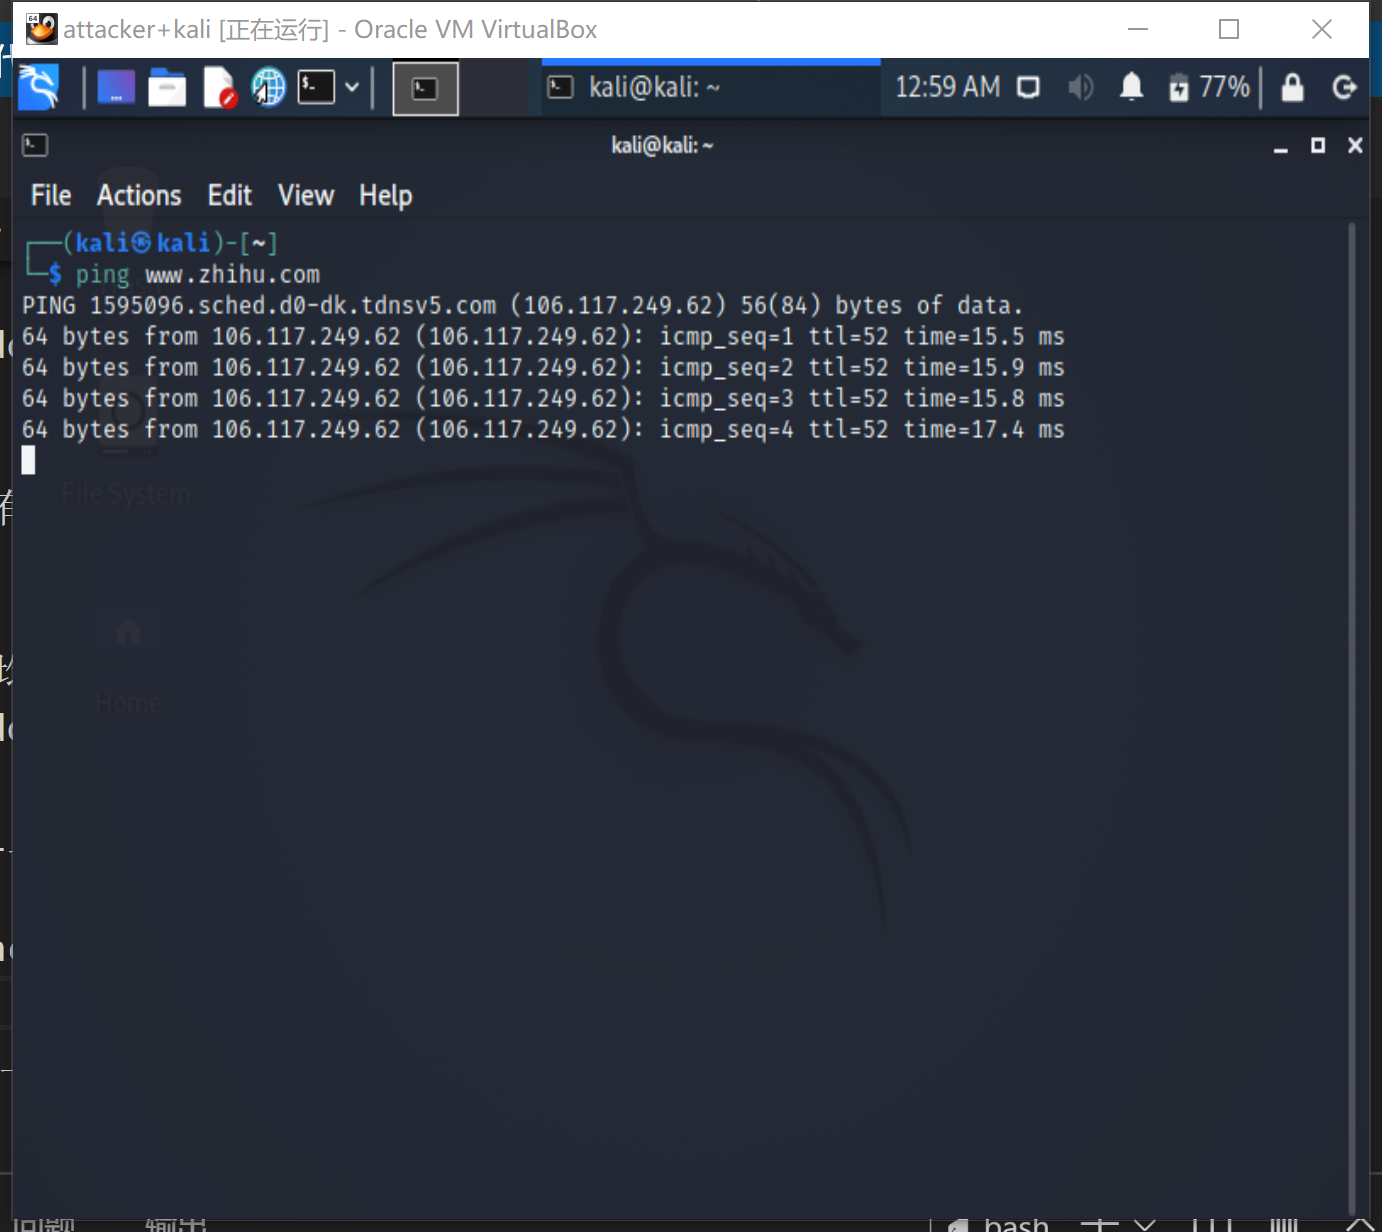 attacker+kali [正在运行] - Oracle VM VirtualBox
kali@kali: ~ 12:59 AM 77%
kali@kali: ~
File Actions Edit View Help
┌──(kali㉿kali)-[~]
└─$ ping www.zhihu.com
PING 1595096.sched.d0-dk.tdnsv5.com (106.117.249.62) 56(84) bytes of data.
64 bytes from 106.117.249.62 (106.117.249.62): icmp_seq=1 ttl=52 time=15.5 ms
64 bytes from 106.117.249.62 (106.117.249.62): icmp_seq=2 ttl=52 time=15.9 ms
64 bytes from 106.117.249.62 (106.117.249.62): icmp_seq=3 ttl=52 time=15.8 ms
64 bytes from 106.117.249.62 (106.117.249.62): icmp_seq=4 ttl=52 time=17.4 ms
File System
Home
问题 输出 bash